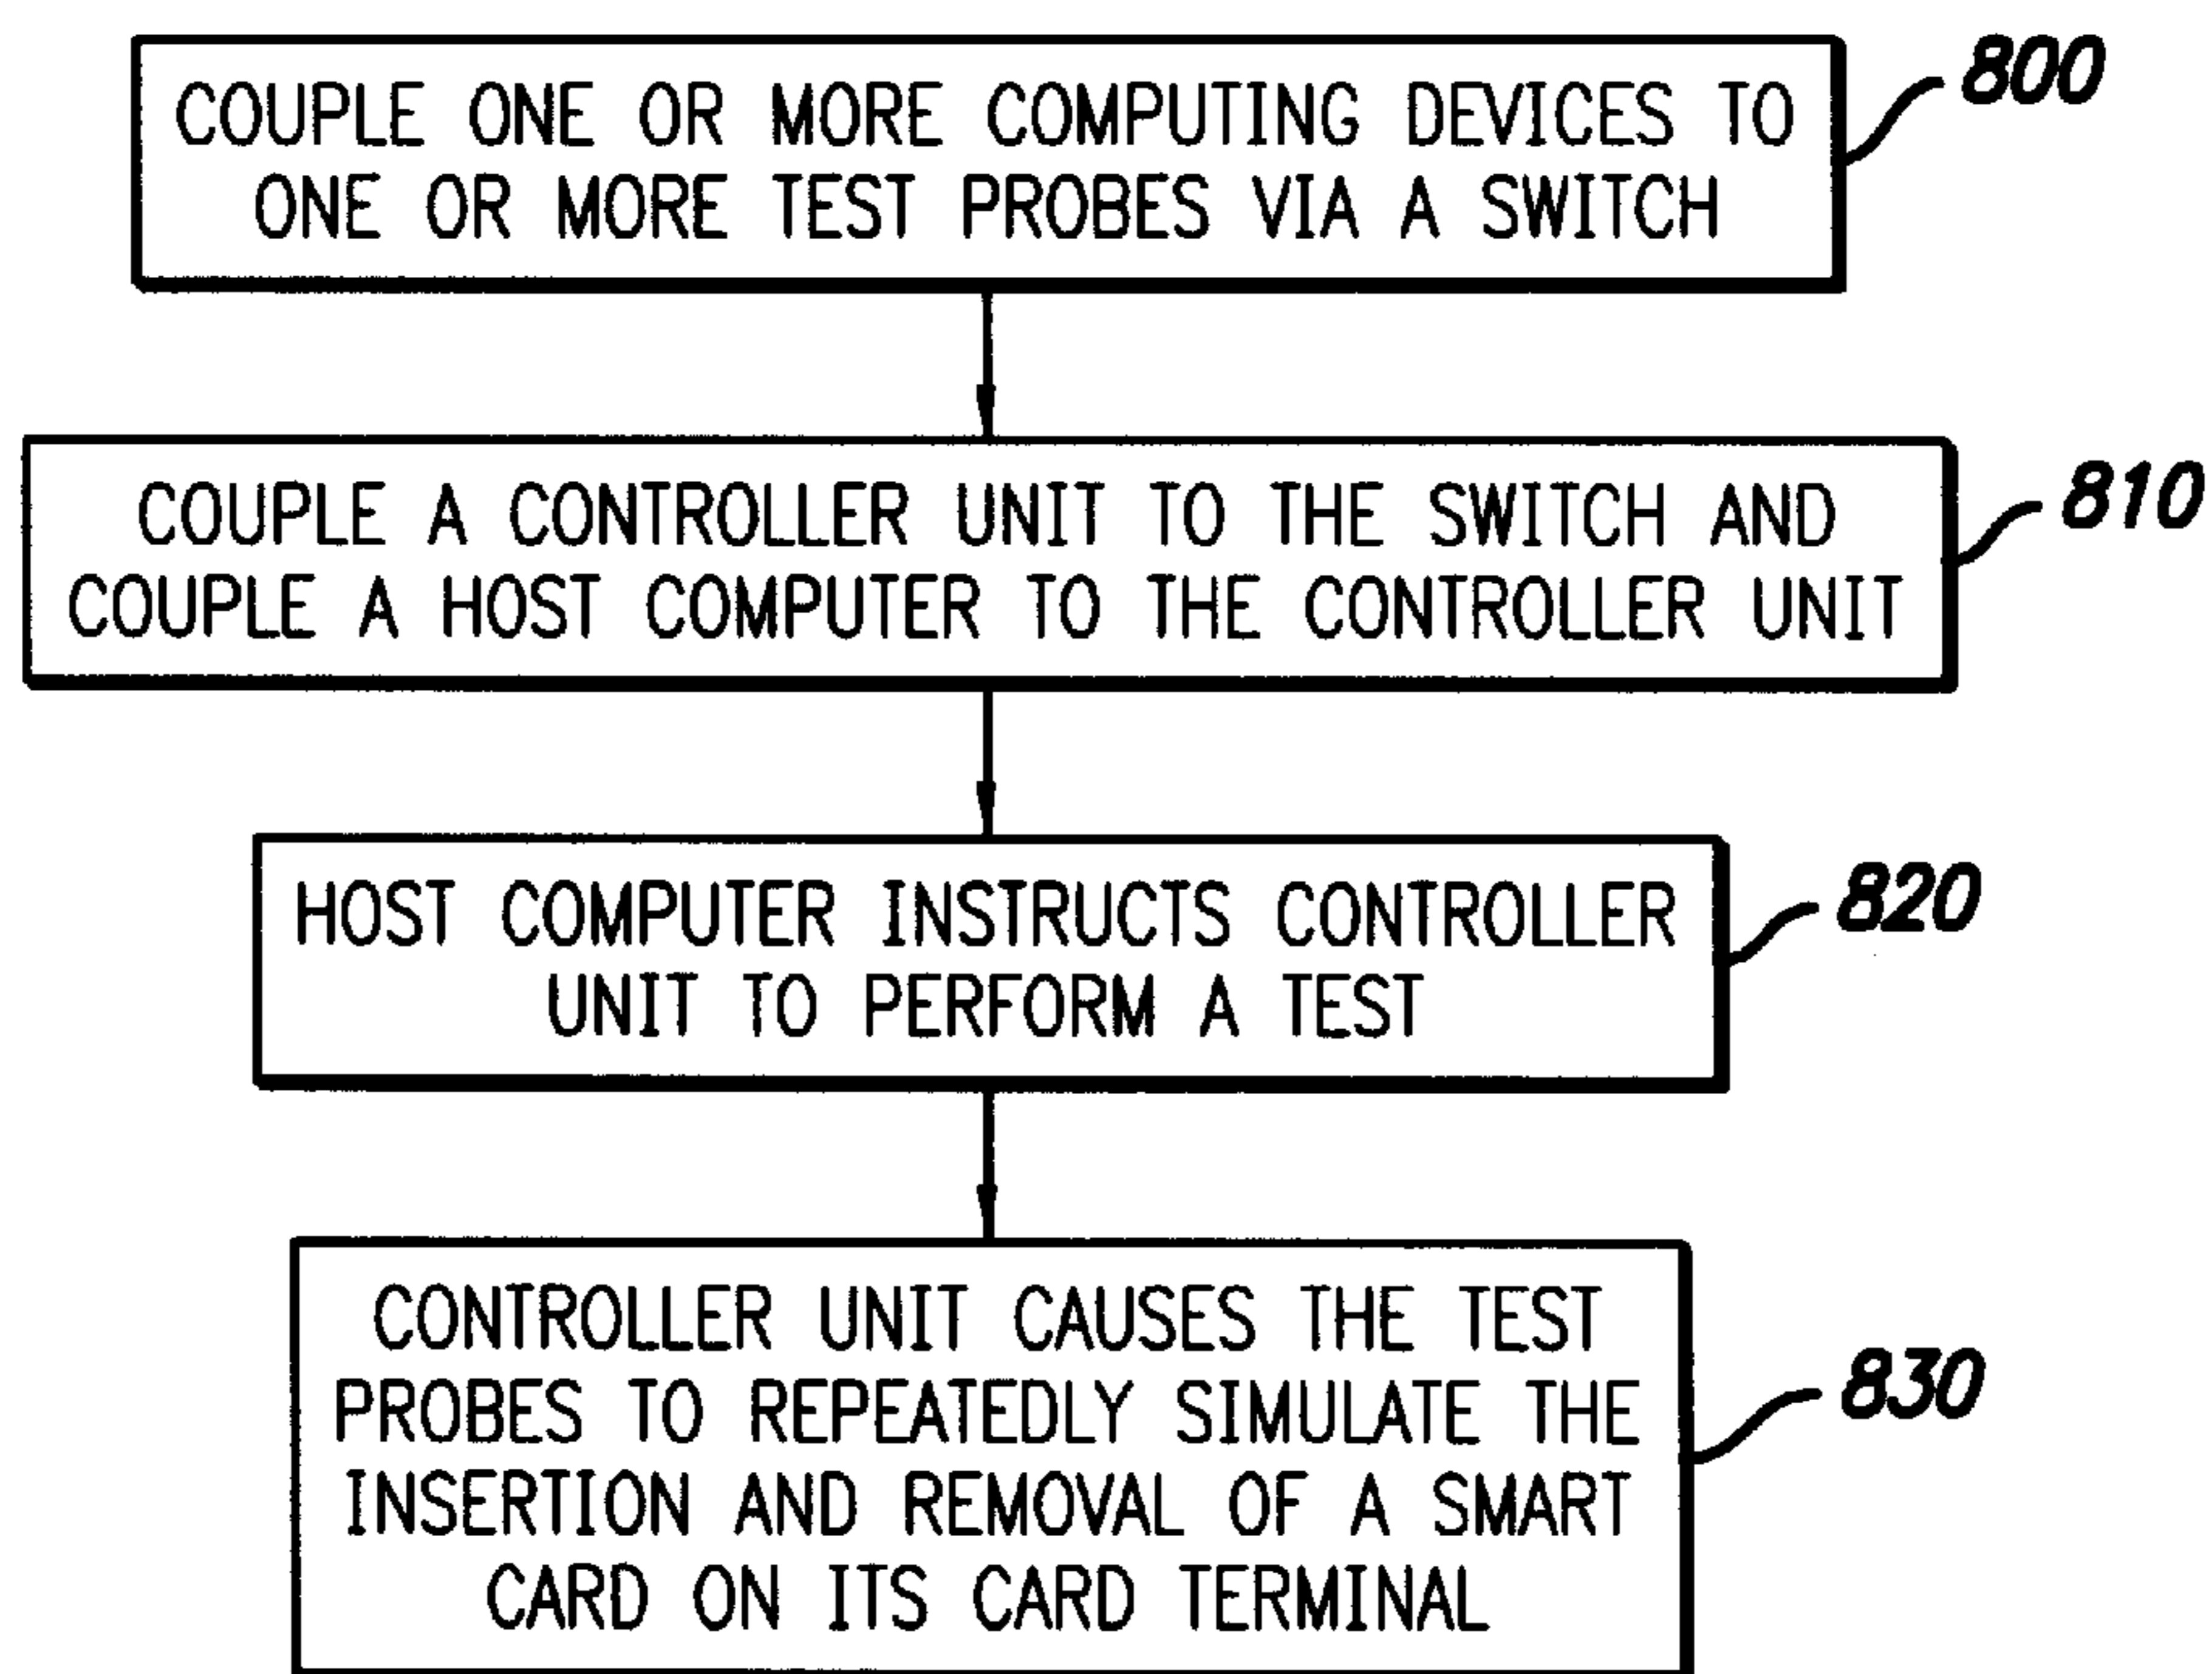 COUPLE ONE OR MORE COMPUTING DEVICES TO
ONE OR MORE TEST PROBES VIA A SWITCH
800
COUPLE A CONTROLLER UNIT TO THE SWITCH AND
COUPLE A HOST COMPUTER TO THE CONTROLLER UNIT
810
HOST COMPUTER INSTRUCTS CONTROLLER
UNIT TO PERFORM A TEST
820
CONTROLLER UNIT CAUSES THE TEST
PROBES TO REPEATEDLY SIMULATE THE
INSERTION AND REMOVAL OF A SMART
CARD ON ITS CARD TERMINAL
830